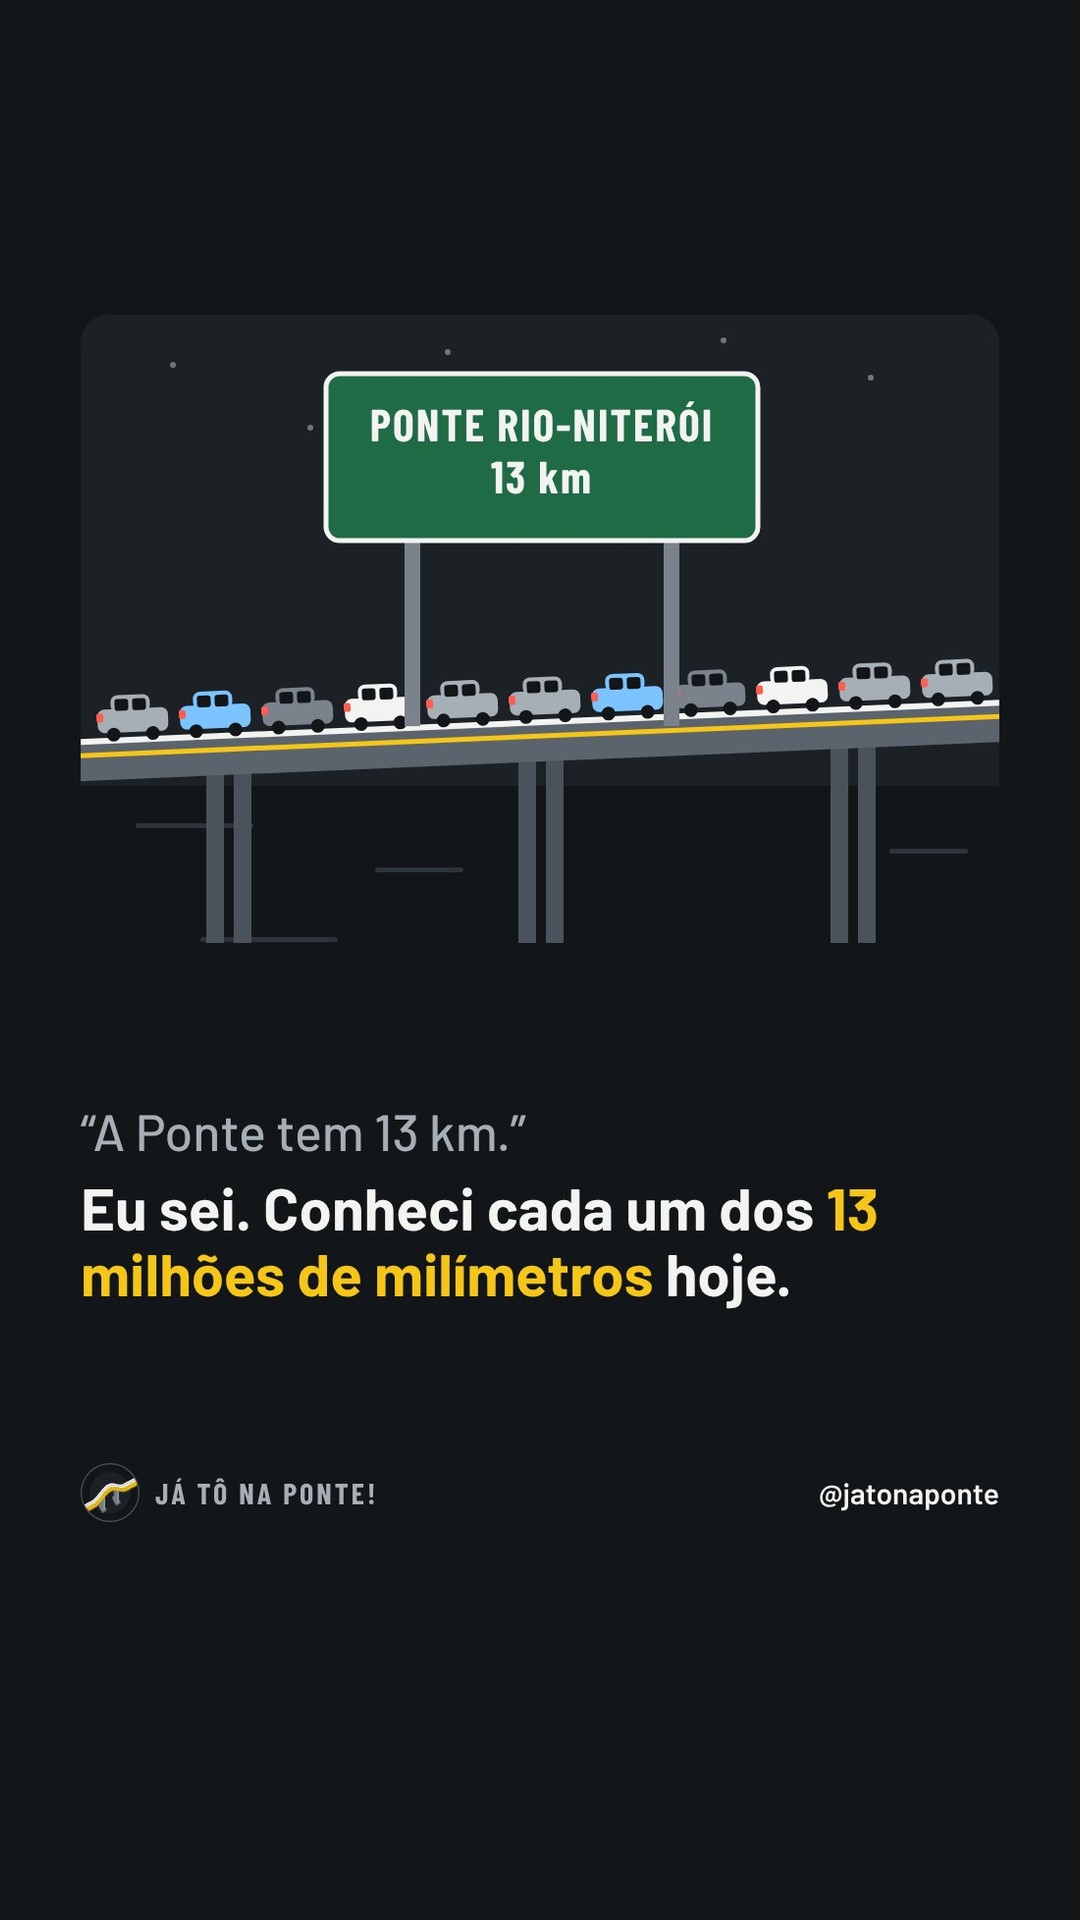 PONTE RIO-NITERÓI
13 km
“A Ponte tem 13 km.”
Eu sei. Conheci cada um dos 13
milhões de milímetros hoje.
JÁ TÔ NA PONTE!
@jatonaponte